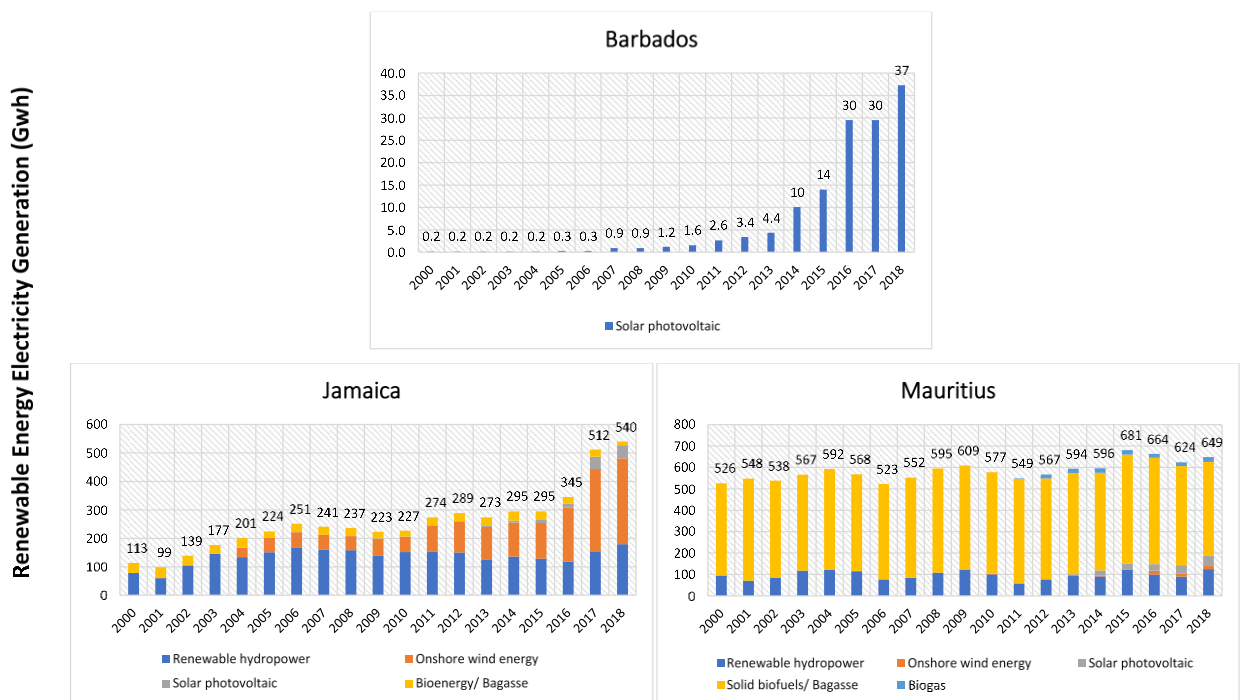 Renewable Energy Electricity Generation (Gwh)
Barbados
40.0
35.0
30.0
25.0
20.0
15.0
10.0
5.0
0.0
0.2 0.2 0.2 0.2 0.2 0.3 0.3 0.9 0.9 1.2 1.6 2.6 3.4 4.4 10 14 30 30 37
2000 2001 2002 2003 2004 2005 2006 2007 2008 2009 2010 2011 2012 2013 2014 2015 2016 2017 2018
Solar photovoltaic
Jamaica
600
500
400
300
200
100
0
113 99 139 177 201 224 251 241 237 223 227 274 289 273 295 295 345 512 540
2000 2001 2002 2003 2004 2005 2006 2007 2008 2009 2010 2011 2012 2013 2014 2015 2016 2017 2018
Renewable hydropower Onshore wind energy
Solar photovoltaic Bioenergy/ Bagasse
Mauritius
800
700
600
500
400
300
200
100
0
526 548 538 567 592 568 523 552 595 609 577 549 567 594 596 681 664 624 649
2000 2001 2002 2003 2004 2005 2006 2007 2008 2009 2010 2011 2012 2013 2014 2015 2016 2017 2018
Renewable hydropower Onshore wind energy Solar photovoltaic
Solid biofuels/ Bagasse Biogas